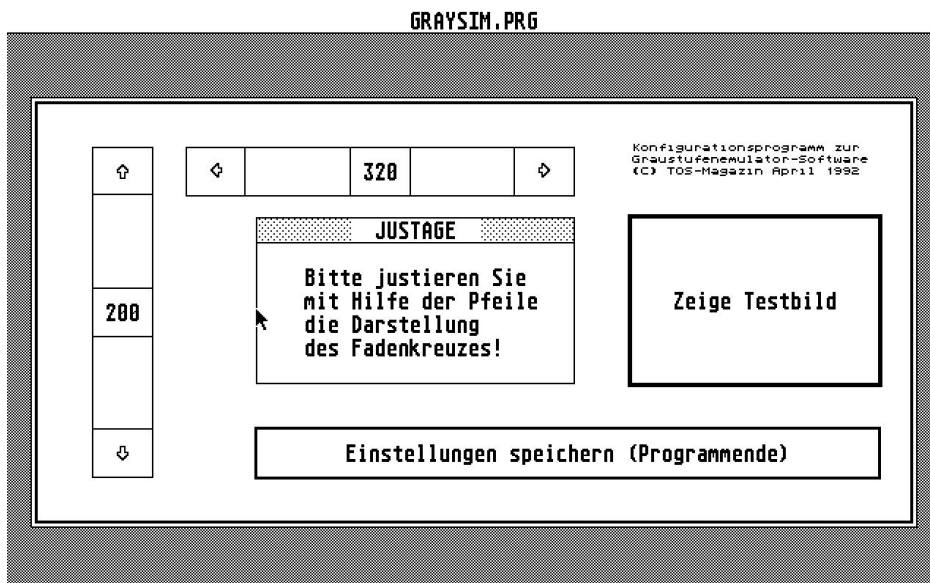 GRAYSIM.PRG
320
Konfigurationsprogramm zur
Graustufenemulator-Software
(C) TOS-Magazin April 1992
JUSTAGE
Bitte justieren Sie
mit Hilfe der Pfeile
die Darstellung
des Fadenkreuzes!
200
Zeige Testbild
Einstellungen speichern (Programmende)